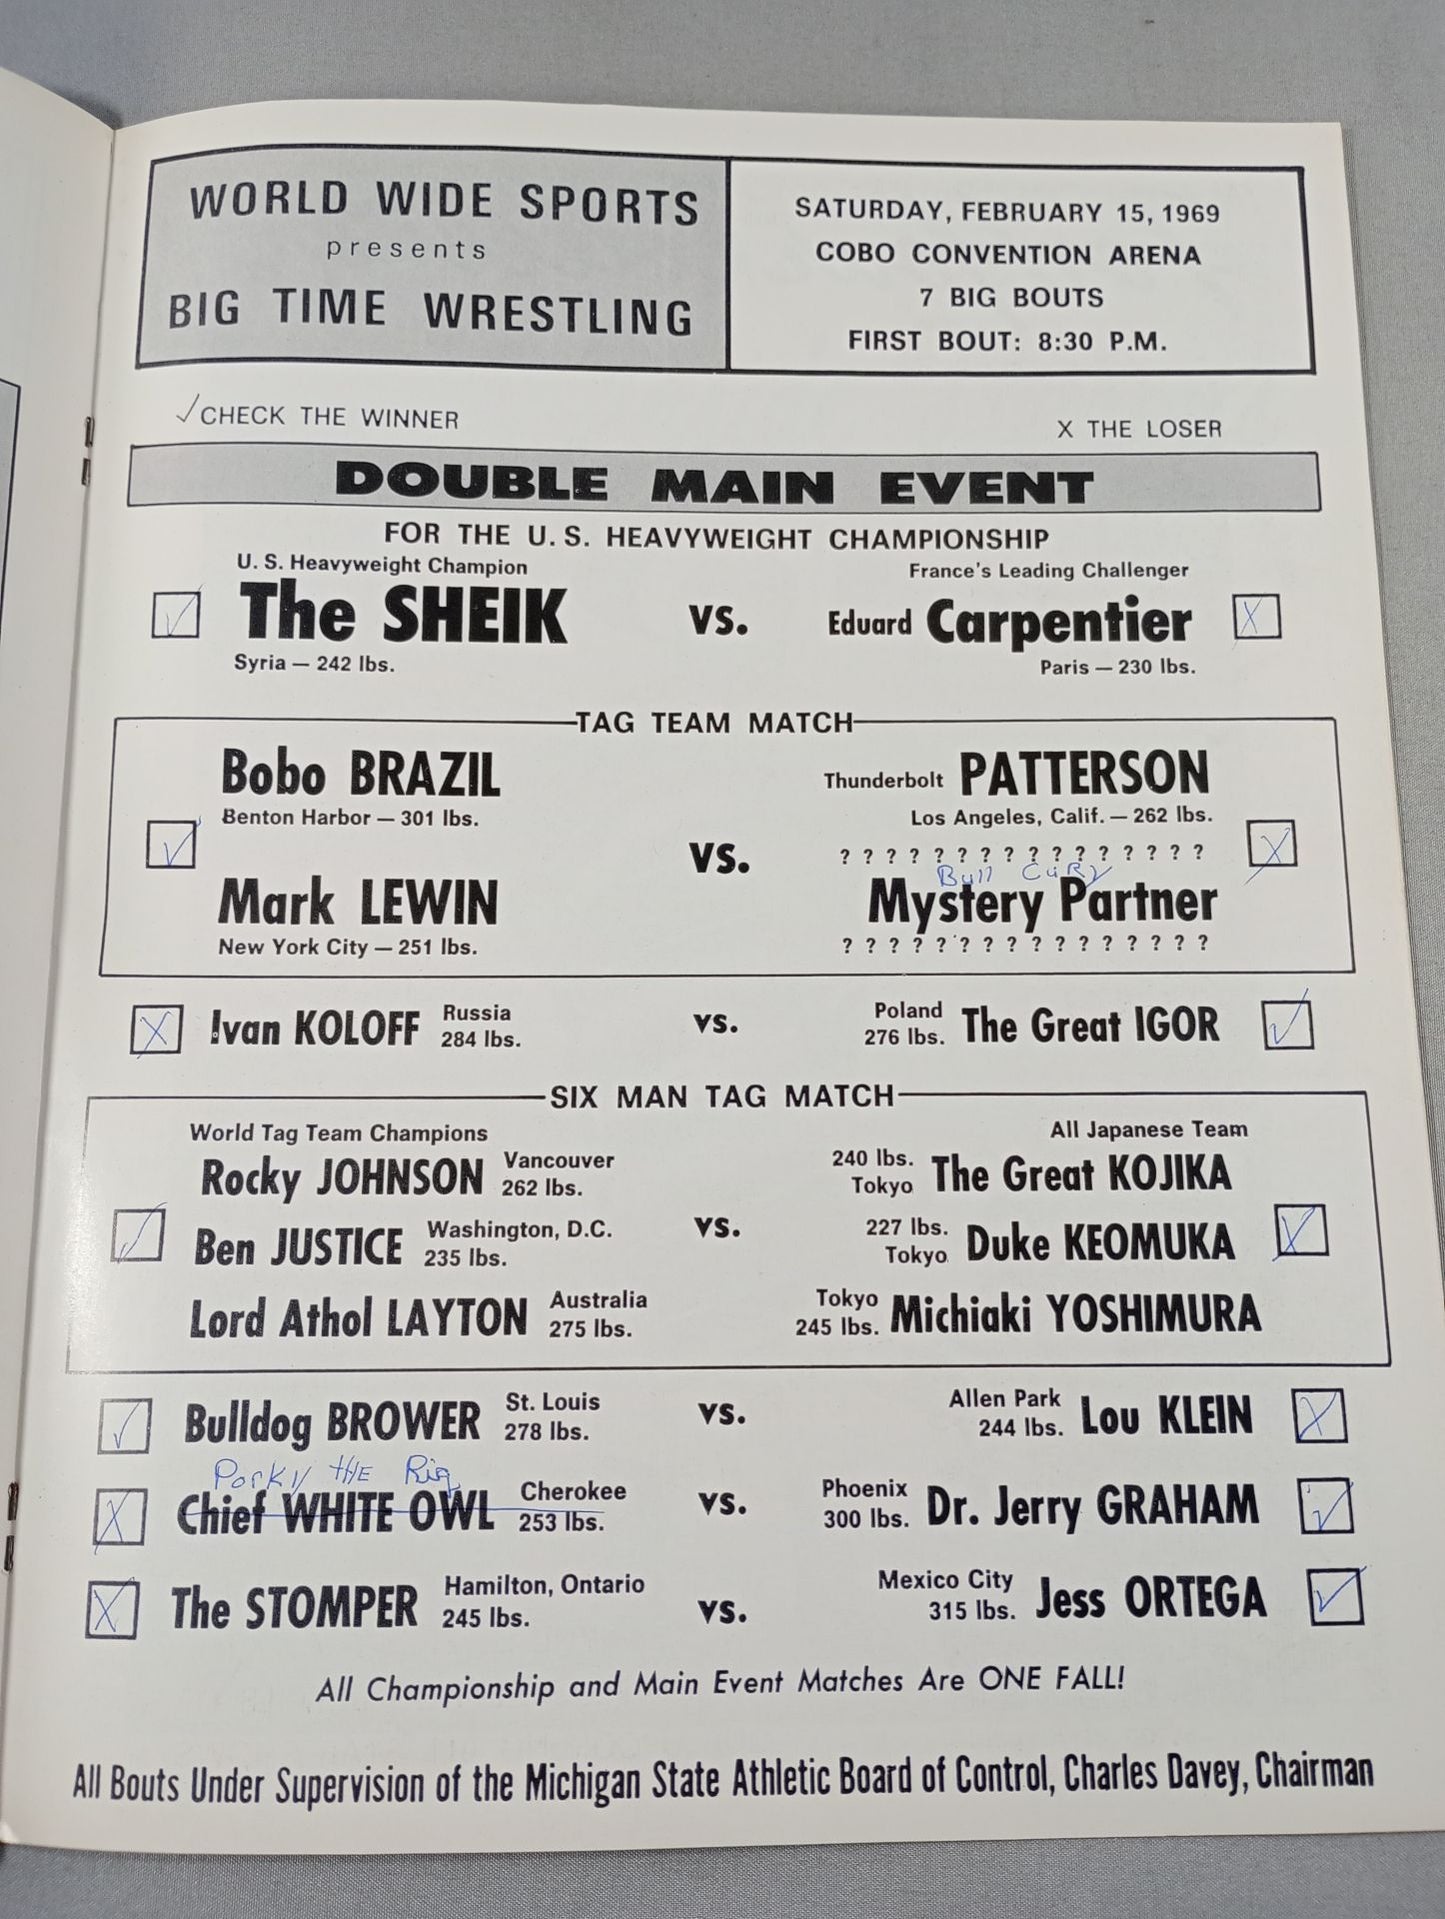 WORLD WIDE SPORTS
presents
BIG TIME WRESTLING
SATURDAY, FEBRUARY 15, 1969
COBO CONVENTION ARENA
7 BIG BOUTS
FIRST BOUT: 8:30 P.M.
✓CHECK THE WINNER
X THE LOSER
DOUBLE MAIN EVENT
FOR THE U.S. HEAVYWEIGHT CHAMPIONSHIP
U.S. Heavyweight Champion
✓ The SHEIK
Syria — 242 lbs.
vs.
France's Leading Challenger
Eduard Carpentier X
Paris — 230 lbs.
TAG TEAM MATCH
Bobo BRAZIL
Benton Harbor — 301 lbs.
✓
Mark LEWIN
New York City — 251 lbs.
vs.
Thunderbolt PATTERSON
Los Angeles, Calif. — 262 lbs.
? ? ? ? ? ? ? ? ? ? ? ? ? ? ? ?
X
Bull Cury
Mystery Partner
? ? ? ? ? ? ? ? ? ? ? ? ? ? ? ?
X Ivan KOLOFF Russia 284 lbs. vs. Poland 276 lbs. The Great IGOR ✓
SIX MAN TAG MATCH
World Tag Team Champions
Rocky JOHNSON Vancouver 262 lbs.
✓ Ben JUSTICE Washington, D.C. 235 lbs.
Lord Athol LAYTON Australia 275 lbs.
vs.
All Japanese Team
240 lbs. Tokyo The Great KOJIKA
227 lbs. Tokyo Duke KEOMUKA X
Tokyo 245 lbs. Michiaki YOSHIMURA
✓ Bulldog BROWER St. Louis 278 lbs. vs. Allen Park 244 lbs. Lou KLEIN X
Porky the Pig
X Chief WHITE OWL Cherokee 253 lbs. vs. Phoenix 300 lbs. Dr. Jerry GRAHAM ✓
X The STOMPER Hamilton, Ontario 245 lbs. vs. Mexico City 315 lbs. Jess ORTEGA ✓
All Championship and Main Event Matches Are ONE FALL!
All Bouts Under Supervision of the Michigan State Athletic Board of Control, Charles Davey, Chairman